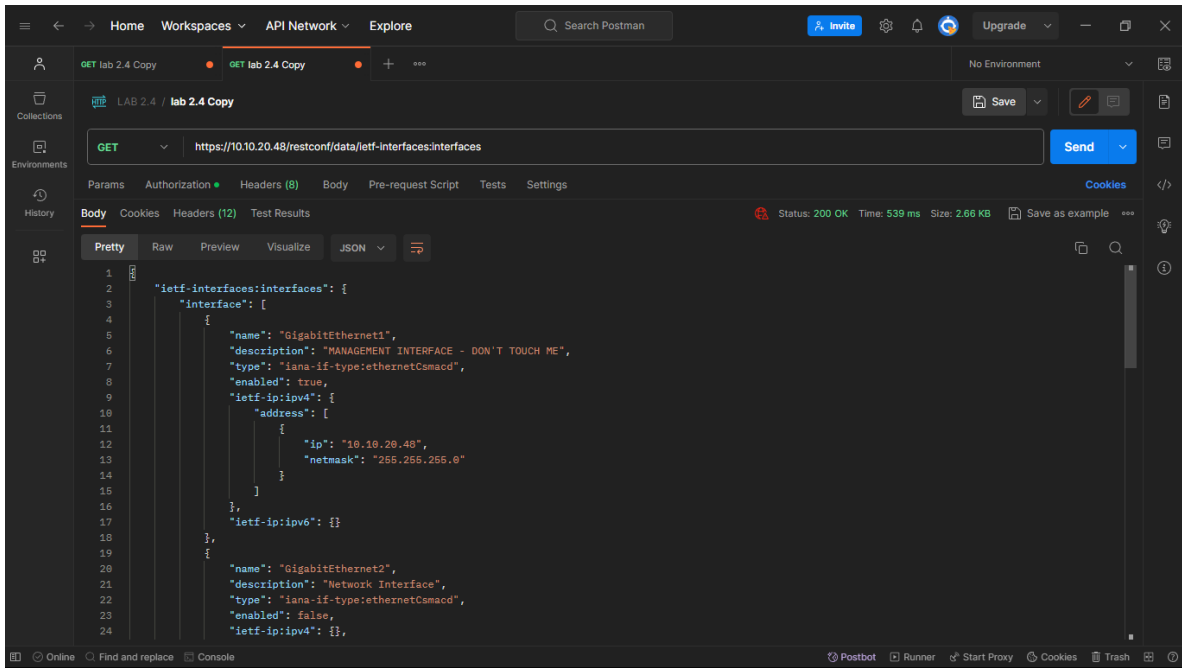 Home Workspaces API Network Explore Search Postman Invite Upgrade
GET lab 2.4 Copy GET lab 2.4 Copy No Environment
HTTP LAB 2.4 / lab 2.4 Copy Save
Collections
GET https://10.10.20.48/restconf/data/ietf-interfaces:interfaces Send
Environments
Params Authorization Headers (8) Body Pre-request Script Tests Settings Cookies
History
Body Cookies Headers (12) Test Results Status: 200 OK Time: 539 ms Size: 2.66 KB Save as example
Pretty Raw Preview Visualize JSON
1 {
2 "ietf-interfaces:interfaces": {
3 "interface": [
4 {
5 "name": "GigabitEthernet1",
6 "description": "MANAGEMENT INTERFACE - DON'T TOUCH ME",
7 "type": "iana-if-type:ethernetCsmacd",
8 "enabled": true,
9 "ietf-ip:ipv4": {
10 "address": [
11 {
12 "ip": "10.10.20.48",
13 "netmask": "255.255.255.0"
14 }
15 ]
16 },
17 "ietf-ip:ipv6": {}
18 },
19 {
20 "name": "GigabitEthernet2",
21 "description": "Network Interface",
22 "type": "iana-if-type:ethernetCsmacd",
23 "enabled": false,
24 "ietf-ip:ipv4": {},
Online Find and replace Console Postbot Runner Start Proxy Cookies Trash